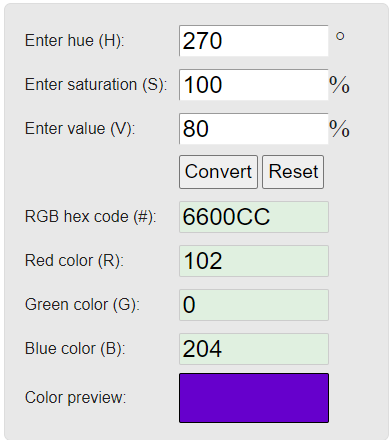 Enter hue (H): 270 °
Enter saturation (S): 100 %
Enter value (V): 80 %
Convert Reset
RGB hex code (#): 6600CC
Red color (R): 102
Green color (G): 0
Blue color (B): 204
Color preview: